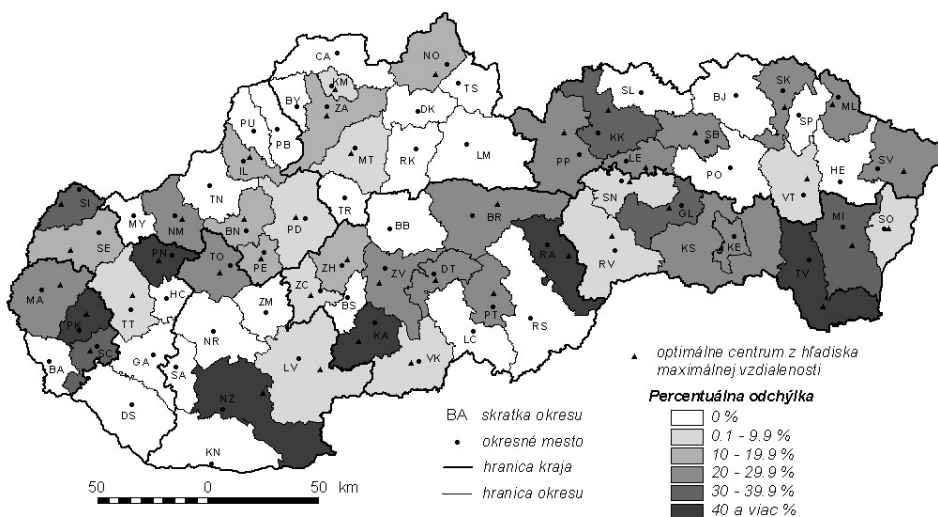 CA
NO
KM
TS
BY
ZA
DK
PU
PB
MT
RK
LM
IL
SL
BJ
SK
ML
SP
KK
SB
PP
LE
PO
HE
SV
VT
SN
GL
MI
SO
RV
KS
KE
TV
TN
TR
BB
BR
RA
SI
MY
NM
BN
PD
SE
PN
TO
PE
ZH
ZV
DT
MA
HC
ZC
BS
PT
TT
ZM
KA
RS
PK
SC
NR
LV
VK
LC
BA
GA
SA
NZ
DS
KN
optimálne centrum z hľadiska
maximálnej vzdialenosti
Percentuálna odchýlka
0 %
0.1 - 9.9 %
10 - 19.9 %
20 - 29.9 %
30 - 39.9 %
40 a viac %
BA skratka okresu
okresné mesto
hranica kraja
hranica okresu
50 0 50 km